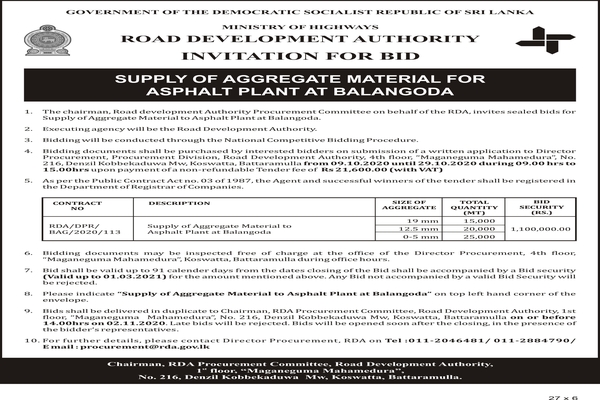 GOVERNMENT OF THE DEMOCRATIC SOCIALIST REPUBLIC OF SRI LANKA
MINISTRY OF HIGHWAYS
ROAD DEVELOPMENT AUTHORITY
INVITATION FOR BID
SUPPLY OF AGGREGATE MATERIAL FOR
ASPHALT PLANT AT BALANGODA
1. The chairman, Road development Authority Procurement Committee on behalf of the RDA, invites sealed bids for
Supply of Aggregate Material to Asphalt Plant at Balangoda.
2. Executing agency will be the Road Development Authority.
3. Bidding will be conducted through the National Competitive Bidding Procedure.
4. Bidding documents shall be purchased by interested bidders on submission of a written application to Director
Procurement, Procurement Division, Road Development Authority, 4th floor, "Maganeguma Mahamedura", No.
216, Denzil Kobbekaduwa Mw, Koswatta, Battaramulla from 09.10.2020 until 29.10.2020 during 09.00 hrs to
15.00hrs upon payment of a non-refundable Tender fee of Rs 21,600.00 (with VAT)
5. As per the Public Contract Act no. 03 of 1987, the Agent and successful winners of the tender shall be registered in
the Department of Registrar of Companies.
CONTRACT NO DESCRIPTION SIZE OF AGGREGATE TOTAL QUANTITY (MT) BID SECURITY (RS.)
RDA/DPR/BAG/2020/113 Supply of Aggregate Material to Asphalt Plant at Balangoda 19 mm 15,000 1,100,000.00
12.5 mm 20,000
0-5 mm 25,000
6. Bidding documents may be inspected free of charge at the office of the Director Procurement, 4th floor,
"Maganeguma Mahamedura", Koswatta, Battaramulla during office hours.
7. Bid shall be valid up to 91 calender days from the dates closing of the Bid shall be accompanied by a Bid security
(Valid up to 01.03.2021) for the amount mentioned above. Any Bid not accompanied by a valid Bid Security will
be rejected.
8. Please indicate "Supply of Aggregate Material to Asphalt Plant at Balangoda" on top left hand corner of the
envelope.
9. Bids shall be delivered in duplicate to Chairman, RDA Procurement Committee, Road Development Authority, 1st
floor, "Maganeguma Mahamedura", No. 216, Denzil Kobbekaduwa Mw, Koswatta, Battaramulla on or before
14.00hrs on 02.11.2020. Late bids will be rejected. Bids will be opened soon after the closing, in the presence of
the bidder's representatives.
10. For further details, please contact Director Procurement, RDA on Tel :011-2046481/ 011-2884790/
Email : procurement@rda.gov.lk
Chairman, RDA Procurement Committee, Road Development Authority,
1st floor, "Maganeguma Mahamedura",
No. 216, Denzil Kobbekaduwa Mw, Koswatta, Battaramulla.
27 x 6